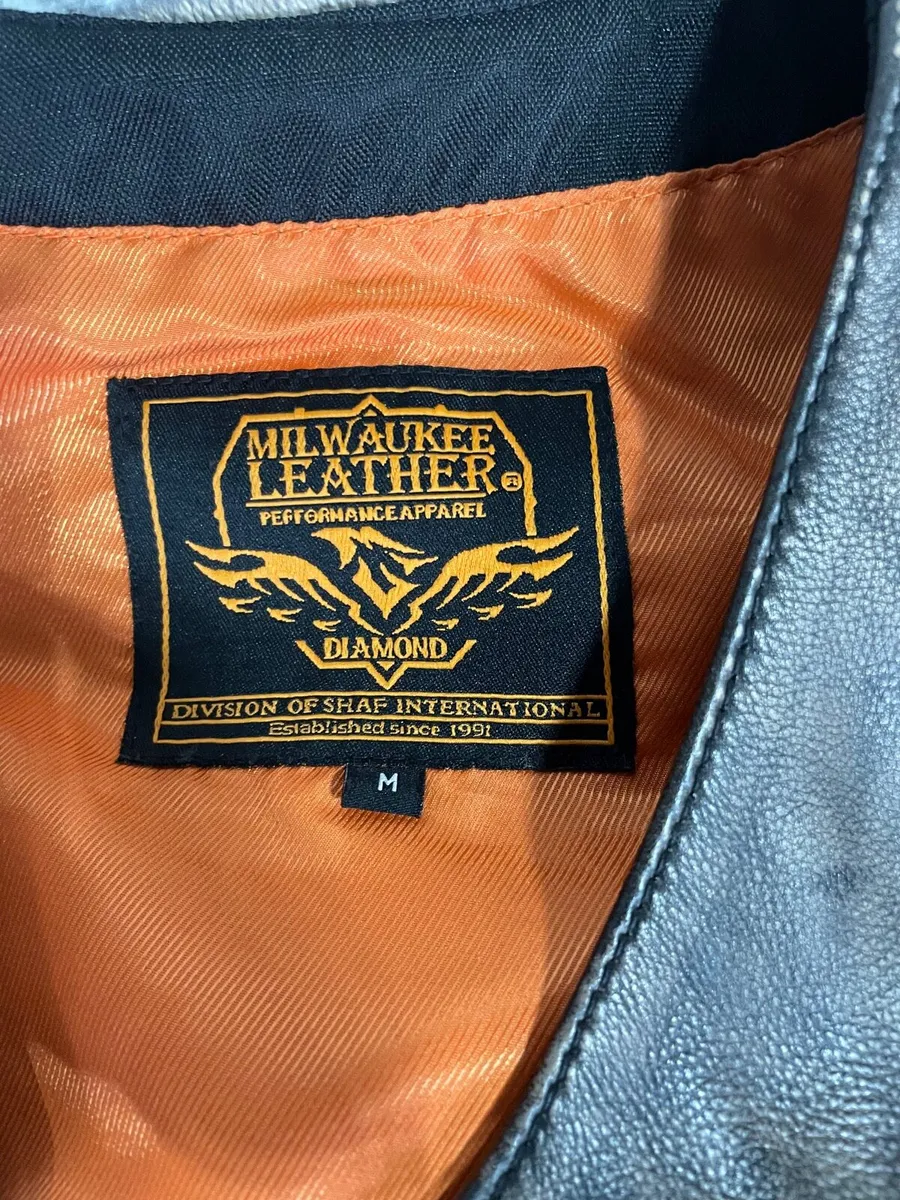 MILWAUKEE
LEATHER®
PERFORMANCE APPAREL
DIAMOND
DIVISION OF SHAF INTERNATIONAL
Established since 1991
M